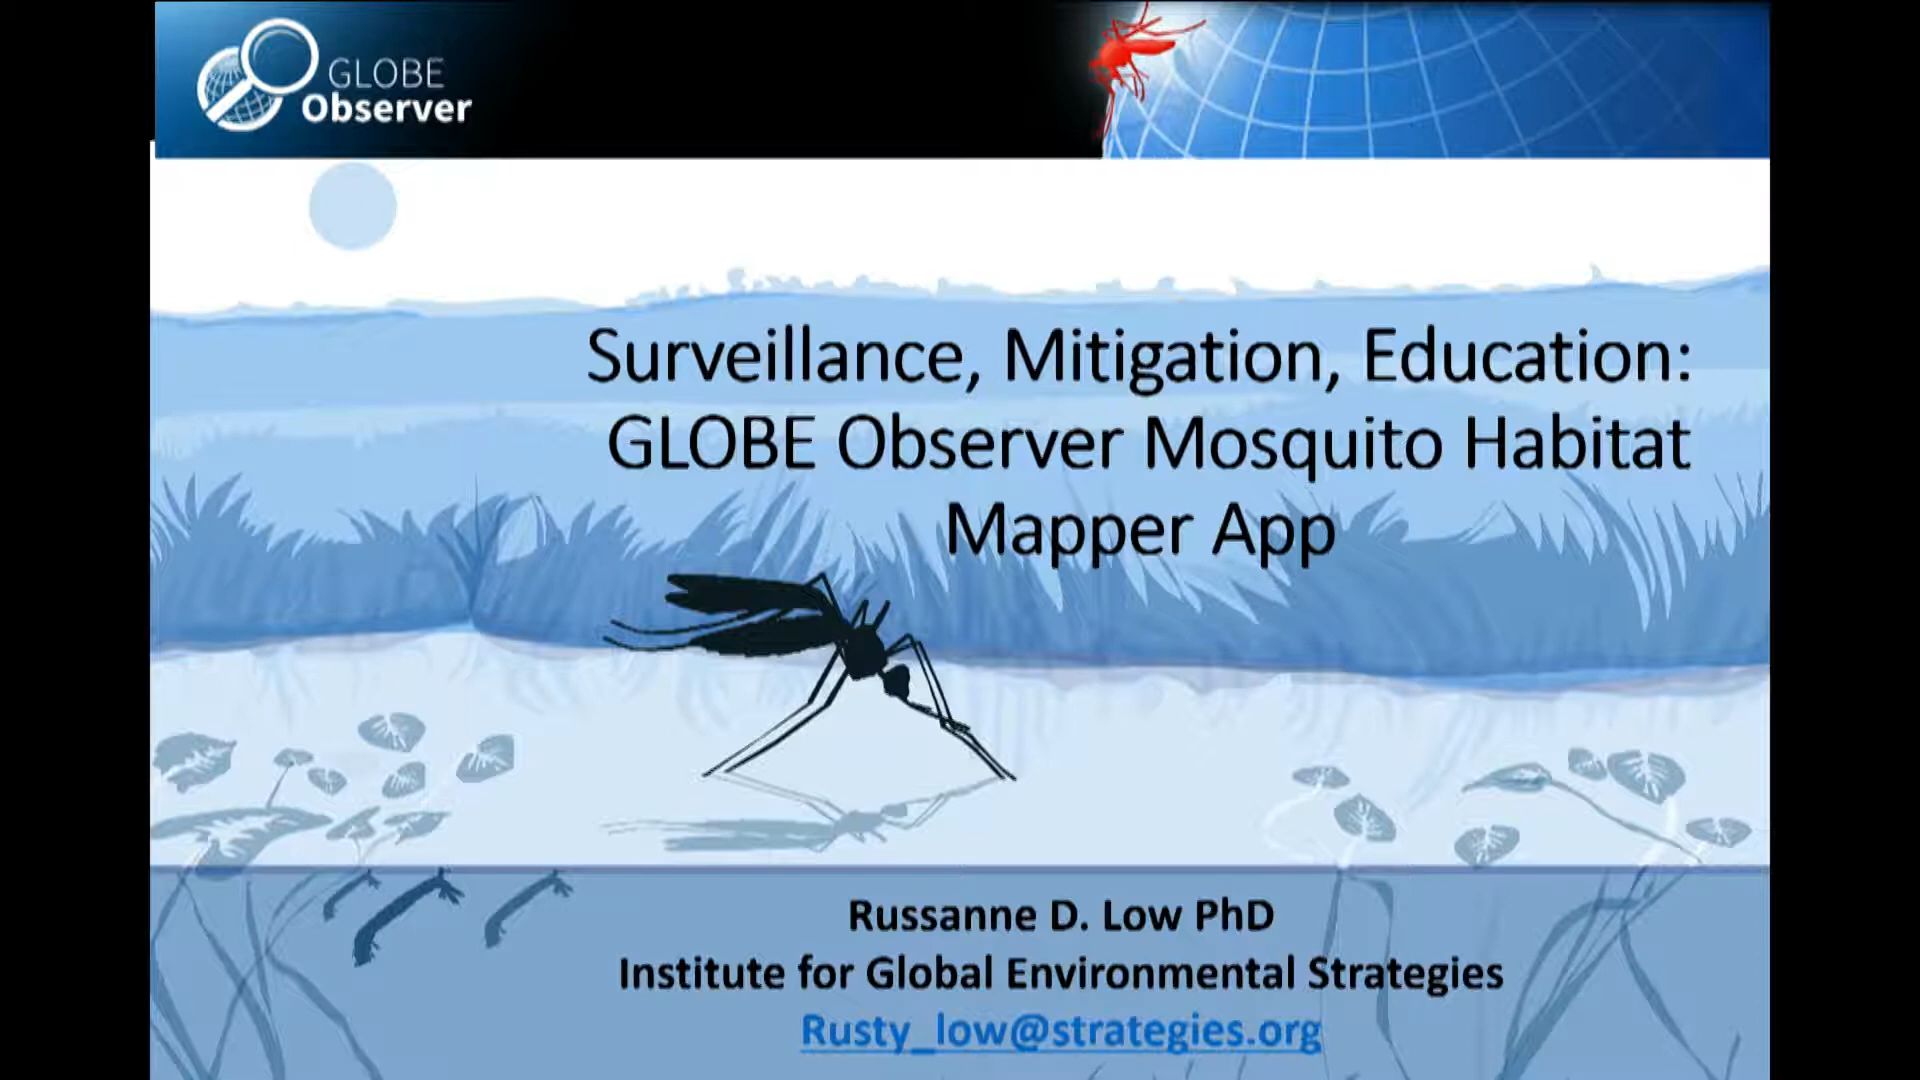 GLOBE
Observer
Surveillance, Mitigation, Education:
GLOBE Observer Mosquito Habitat
Mapper App
Russanne D. Low PhD
Institute for Global Environmental Strategies
Rusty_low@strategies.org